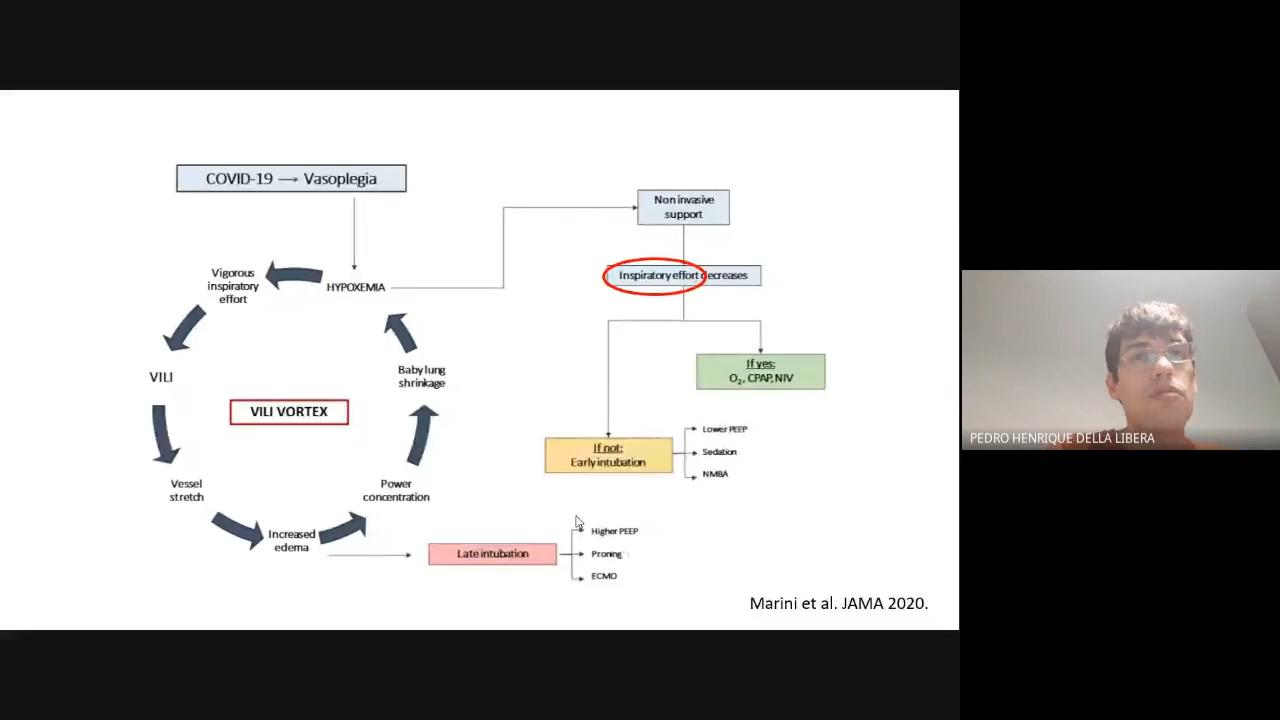 COVID-19 → Vasoplegia
Non invasive
support
Vigorous
inspiratory
effort
HYPOXEMIA
Inspiratory effort decreases
VILI
Baby lung
shrinkage
If yes:
O₂, CPAP, NIV
VILI VORTEX
Lower PEEP
If not:
Early intubation
Sedation
NMBA
Vessel
stretch
Power
concentration
Increased
edema
Late intubation
Higher PEEP
Proning
ECMO
Marini et al. JAMA 2020.
PEDRO HENRIQUE DELLA LIBERA